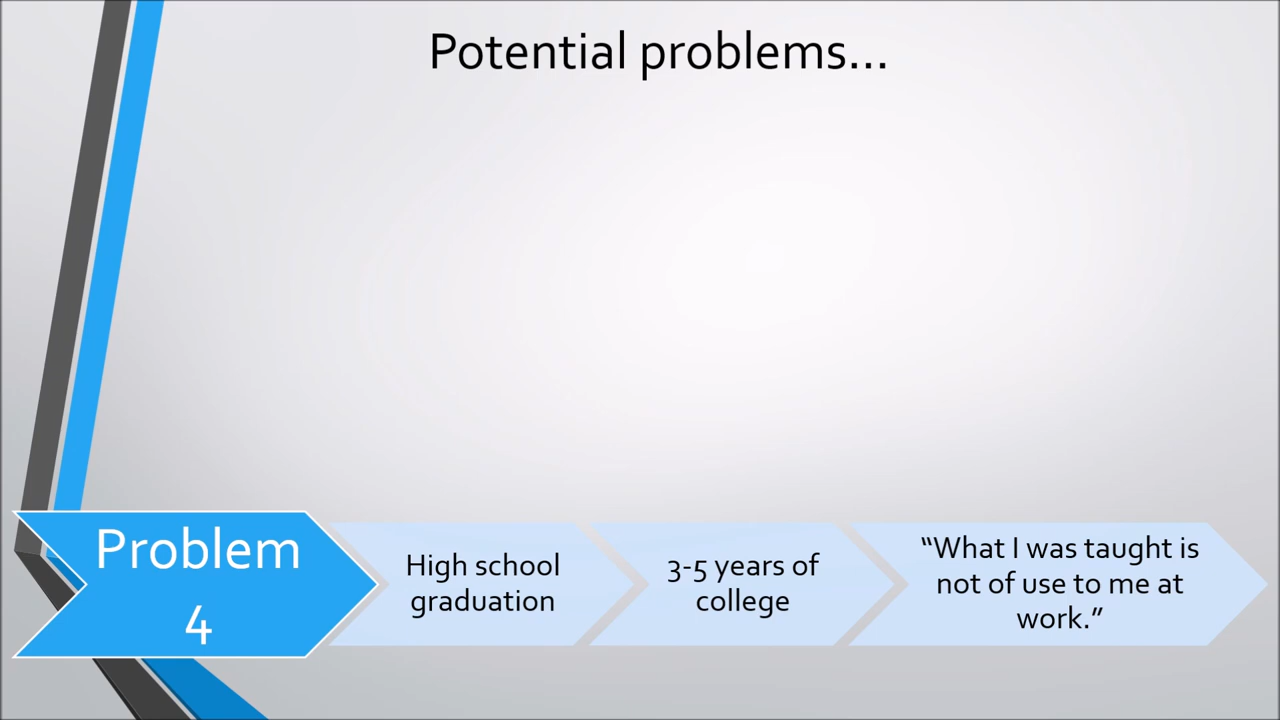 Potential problems...
Problem
4
High school
graduation
3-5 years of
college
“What I was taught is
not of use to me at
work.”